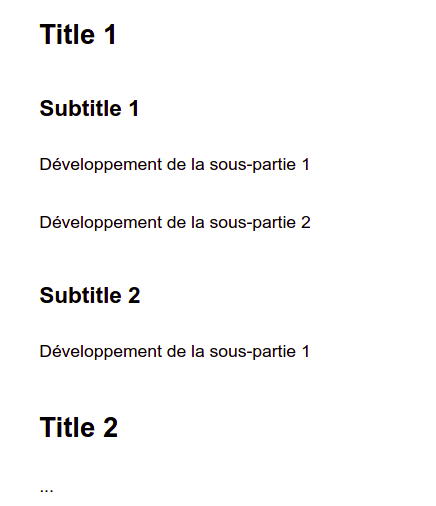 Title 1
Subtitle 1
Développement de la sous-partie 1
Développement de la sous-partie 2
Subtitle 2
Développement de la sous-partie 1
Title 2
...